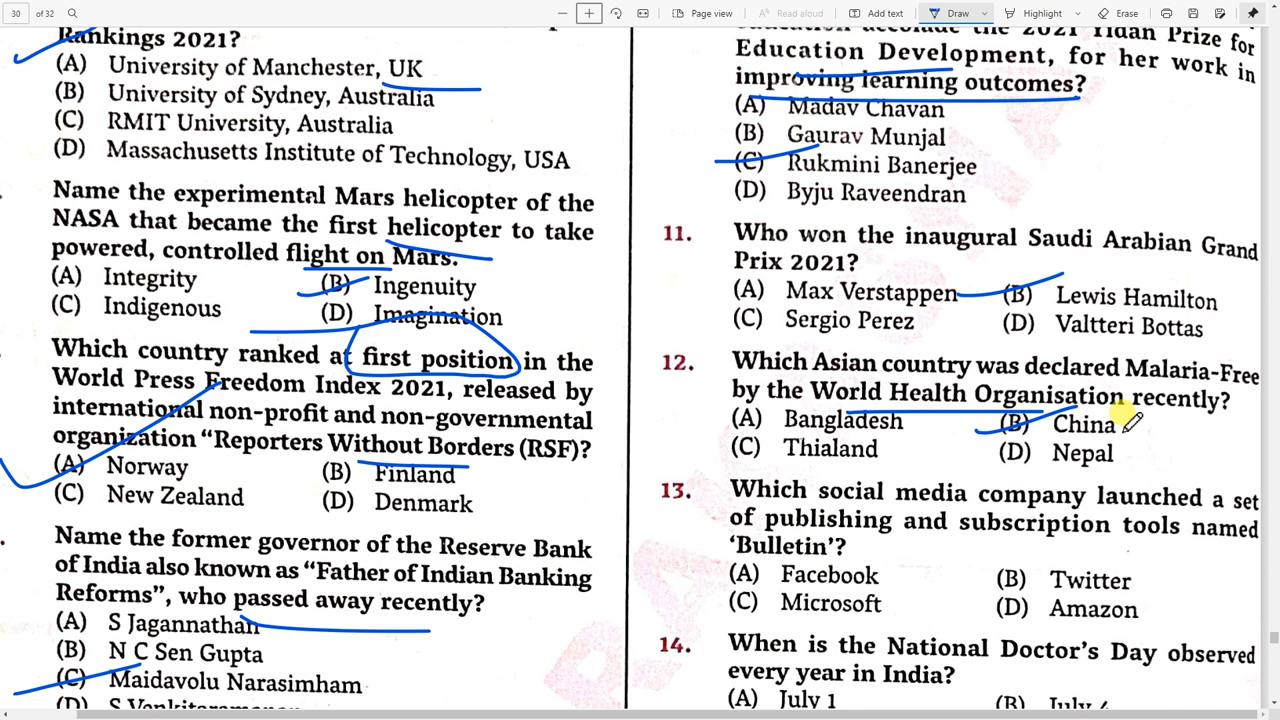 30 of 32
Page view
Read aloud
Add text
Draw
Highlight
Erase
Rankings 2021?
(A) University of Manchester, UK
(B) University of Sydney, Australia
(C) RMIT University, Australia
(D) Massachusetts Institute of Technology, USA
Name the experimental Mars helicopter of the
NASA that became the first helicopter to take
powered, controlled flight on Mars.
(A) Integrity (B) Ingenuity
(C) Indigenous (D) Imagination
Which country ranked at first position in the
World Press Freedom Index 2021, released by
international non-profit and non-governmental
organization “Reporters Without Borders (RSF)?
(A) Norway (B) Finland
(C) New Zealand (D) Denmark
Name the former governor of the Reserve Bank
of India also known as “Father of Indian Banking
Reforms”, who passed away recently?
(A) S Jagannathan
(B) N C Sen Gupta
(C) Maidavolu Narasimham
(D) S Venkitaramanan
education accolade the 2021 Yidan Prize for
Education Development, for her work in
improving learning outcomes?
(A) Madav Chavan
(B) Gaurav Munjal
(C) Rukmini Banerjee
(D) Byju Raveendran
11. Who won the inaugural Saudi Arabian Grand
Prix 2021?
(A) Max Verstappen (B) Lewis Hamilton
(C) Sergio Perez (D) Valtteri Bottas
12. Which Asian country was declared Malaria-Free
by the World Health Organisation recently?
(A) Bangladesh (B) China
(C) Thialand (D) Nepal
13. Which social media company launched a set
of publishing and subscription tools named
‘Bulletin’?
(A) Facebook (B) Twitter
(C) Microsoft (D) Amazon
14. When is the National Doctor’s Day observed
every year in India?
(A) July 1 (B) July